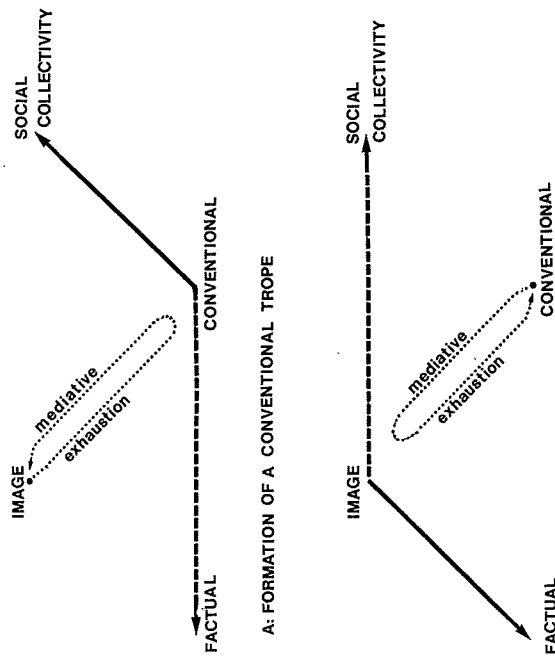 SOCIAL
COLLECTIVITY
IMAGE
mediative
exhaustion
FACTUAL
CONVENTIONAL
A: FORMATION OF A CONVENTIONAL TROPE
IMAGE
SOCIAL
COLLECTIVITY
mediative
exhaustion
FACTUAL
CONVENTIONAL